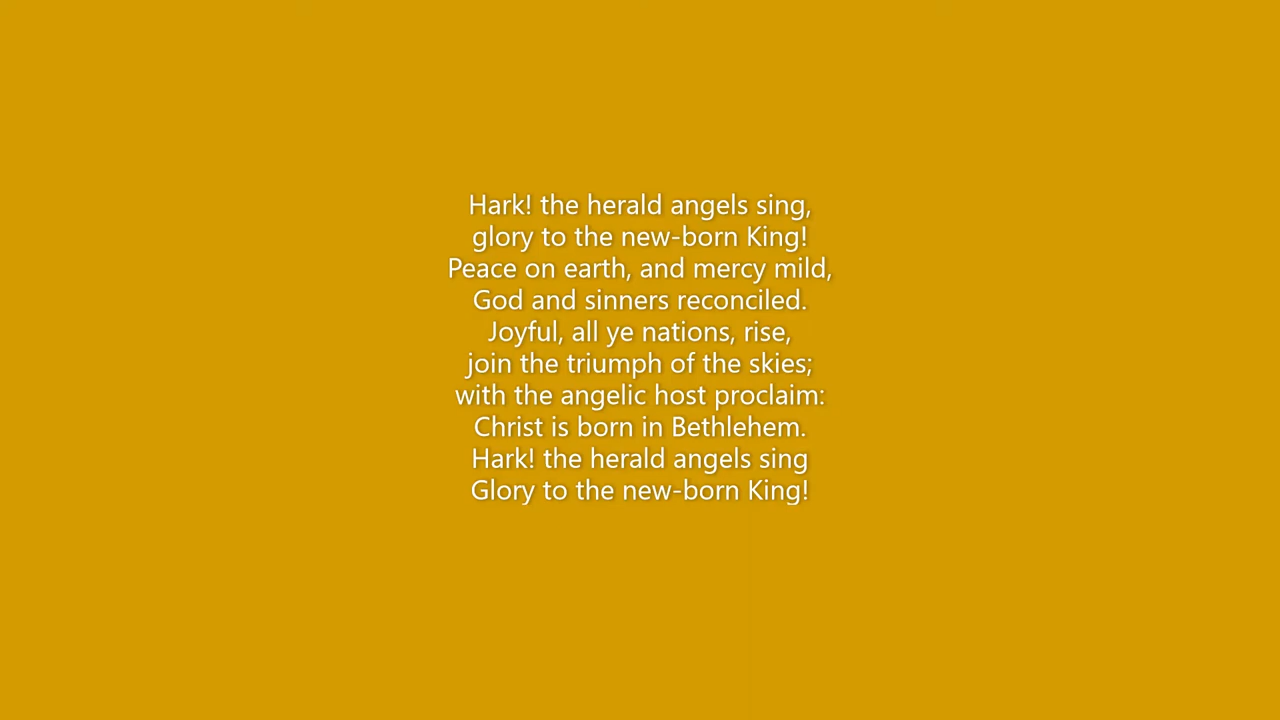 Hark! the herald angels sing,
glory to the new-born King!
Peace on earth, and mercy mild,
God and sinners reconciled.
Joyful, all ye nations, rise,
join the triumph of the skies;
with the angelic host proclaim:
Christ is born in Bethlehem.
Hark! the herald angels sing
Glory to the new-born King!